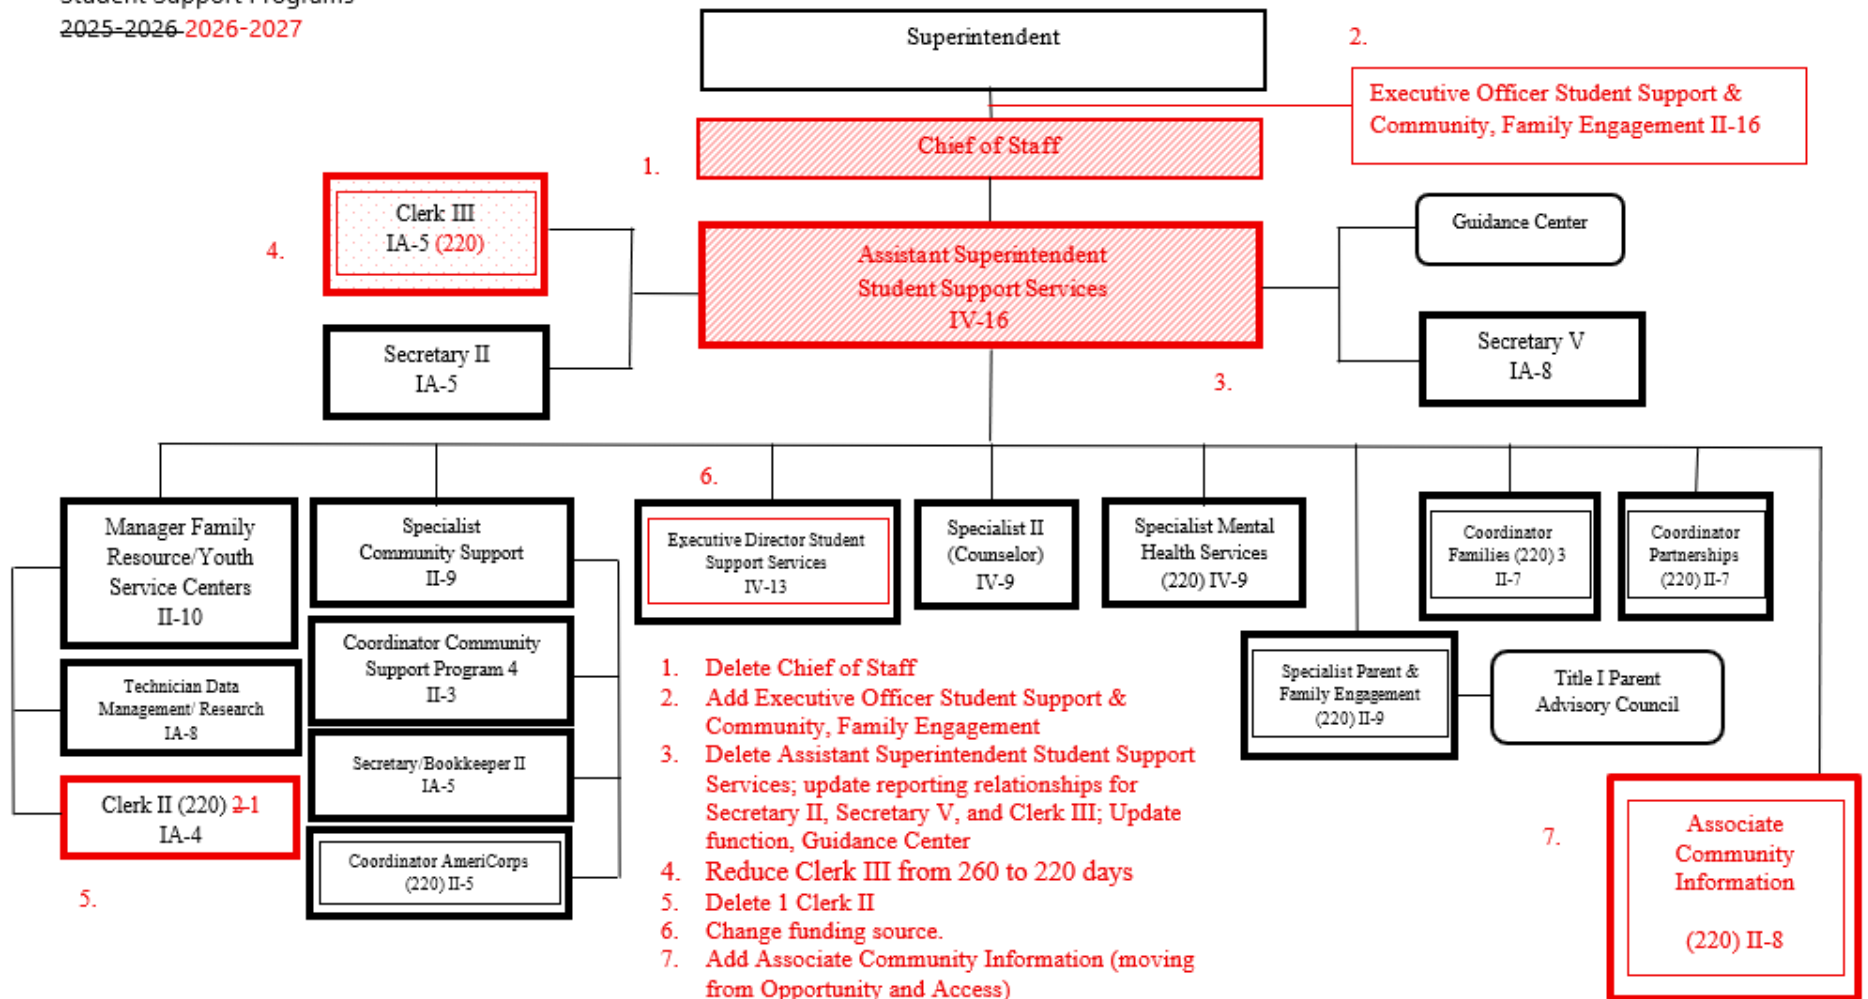 Student Support Programs
2025-2026 2026-2027
Superintendent
2.
Executive Officer Student Support &
Community, Family Engagement II-16
Chief of Staff
1.
Clerk III
IA-5 (220)
4.
Assistant Superintendent
Student Support Services
IV-16
Guidance Center
Secretary II
IA-5
3.
Secretary V
IA-8
6.
Manager Family
Resource/Youth
Service Centers
II-10
Specialist
Community Support
II-9
Executive Director Student
Support Services
IV-13
Specialist II
(Counselor)
IV-9
Specialist Mental
Health Services
(220) IV-9
Coordinator
Families (220) 3
II-7
Coordinator
Partnerships
(220) II-7
Technician Data
Management/ Research
IA-8
Coordinator Community
Support Program 4
II-3
Specialist Parent &
Family Engagement
(220) II-9
Title I Parent
Advisory Council
Clerk II (220) 2 1
IA-4
5.
Secretary/Bookkeeper II
IA-5
Coordinator AmeriCorps
(220) II-5
1. Delete Chief of Staff
2. Add Executive Officer Student Support &
Community, Family Engagement
3. Delete Assistant Superintendent Student Support
Services; update reporting relationships for
Secretary II, Secretary V, and Clerk III; Update
function, Guidance Center
4. Reduce Clerk III from 260 to 220 days
5. Delete 1 Clerk II
6. Change funding source.
7. Add Associate Community Information (moving
from Opportunity and Access)
7.
Associate
Community
Information
(220) II-8